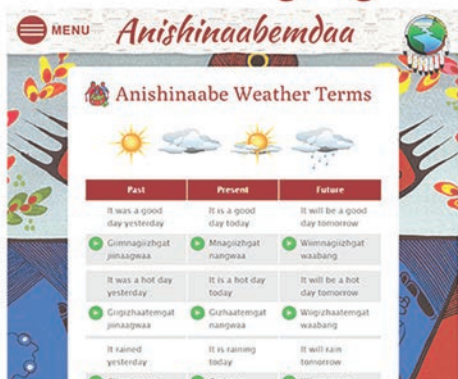 MENU
Anishinaabemdaa
Anishinaabe Weather Terms
Past Present Future
It was a good It is a good It will be a good
day yesterday day today day tomorrow
Giimnagiizhgat Mnagiizhgat Wiimnagiizhgat
jiinaagwaa nangwaa waabang
It was a hot day It is a hot day It will be a hot
yesterday today day tomorrow
Giigizhaatemgat Gizhaatemgat Wiigizhaatemgat
jiinaagwaa nangwaa waabang
It rained It is raining It will rain
yesterday today tomorrow